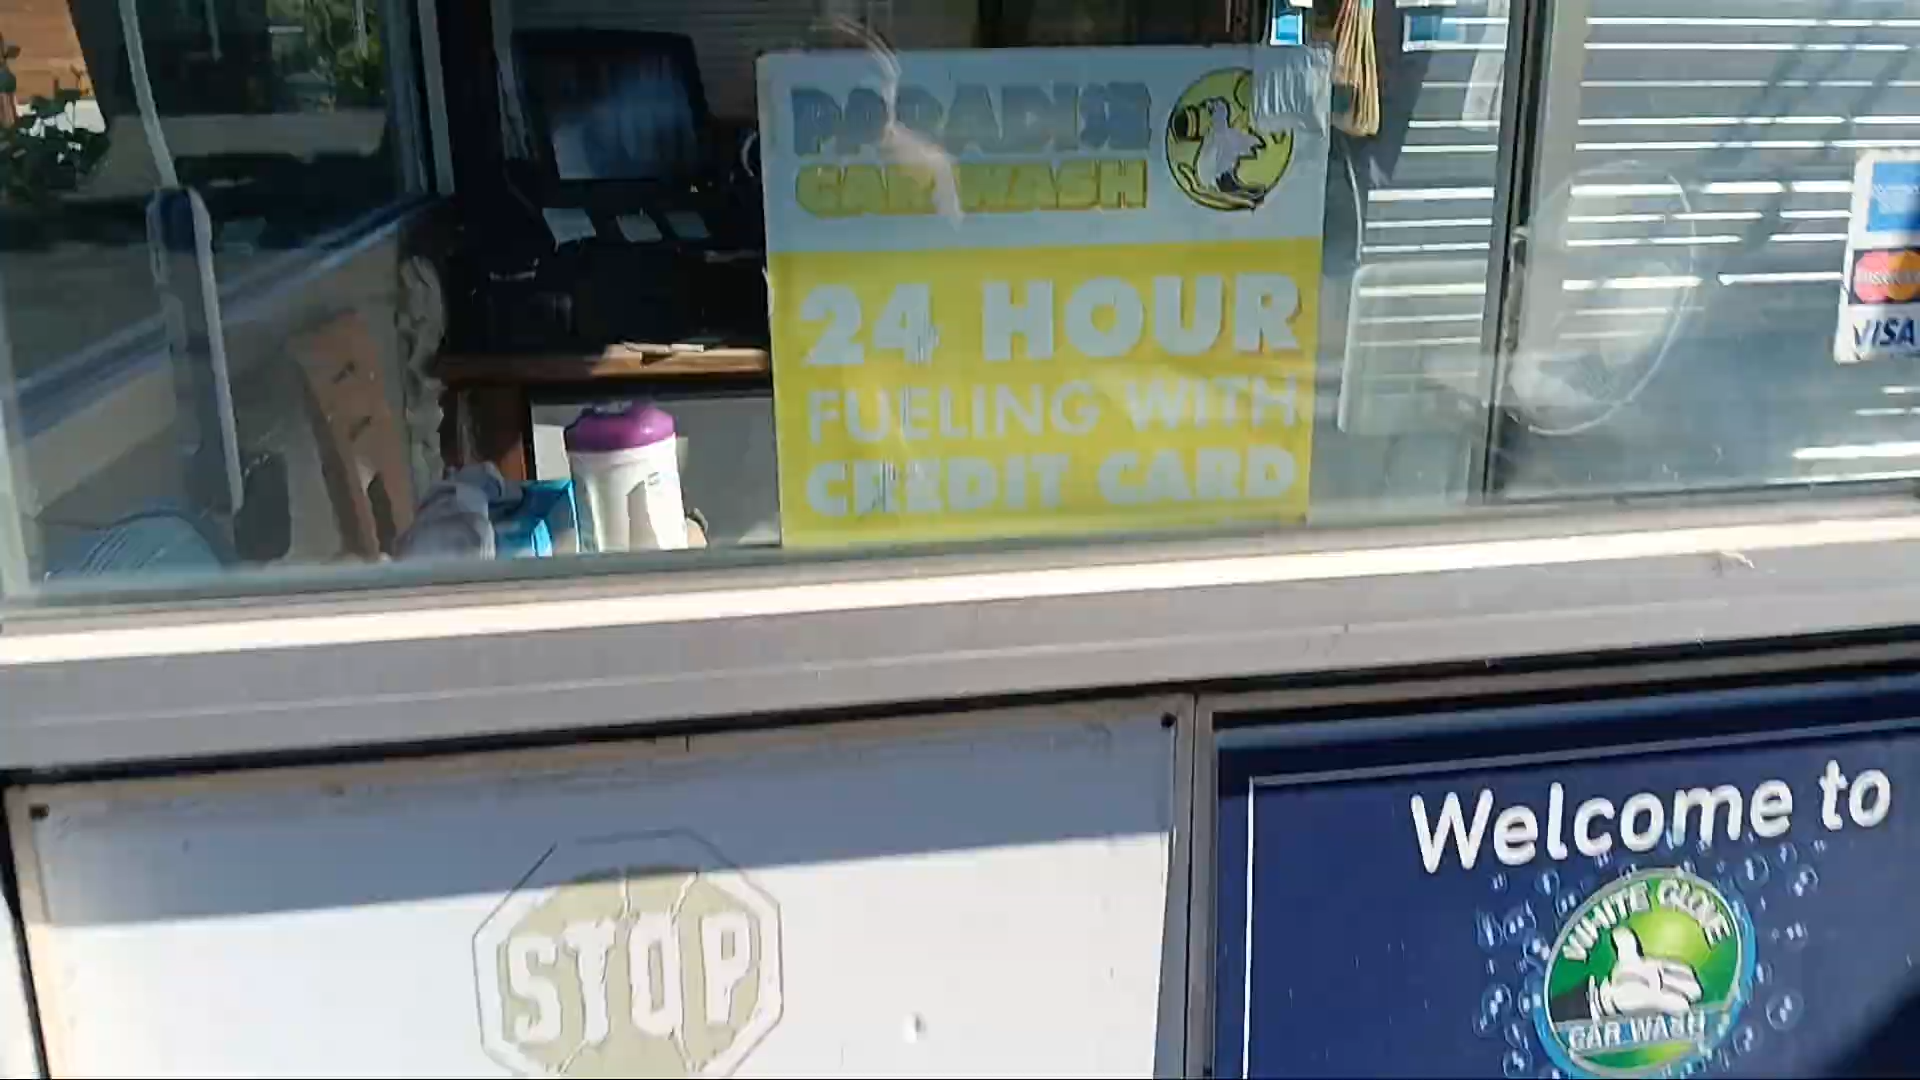 PARADISE
CAR WASH
24 HOUR
FUELING WITH
CREDIT CARD
VISA
STOP
Welcome to
WHITE GLOVE
CAR WASH